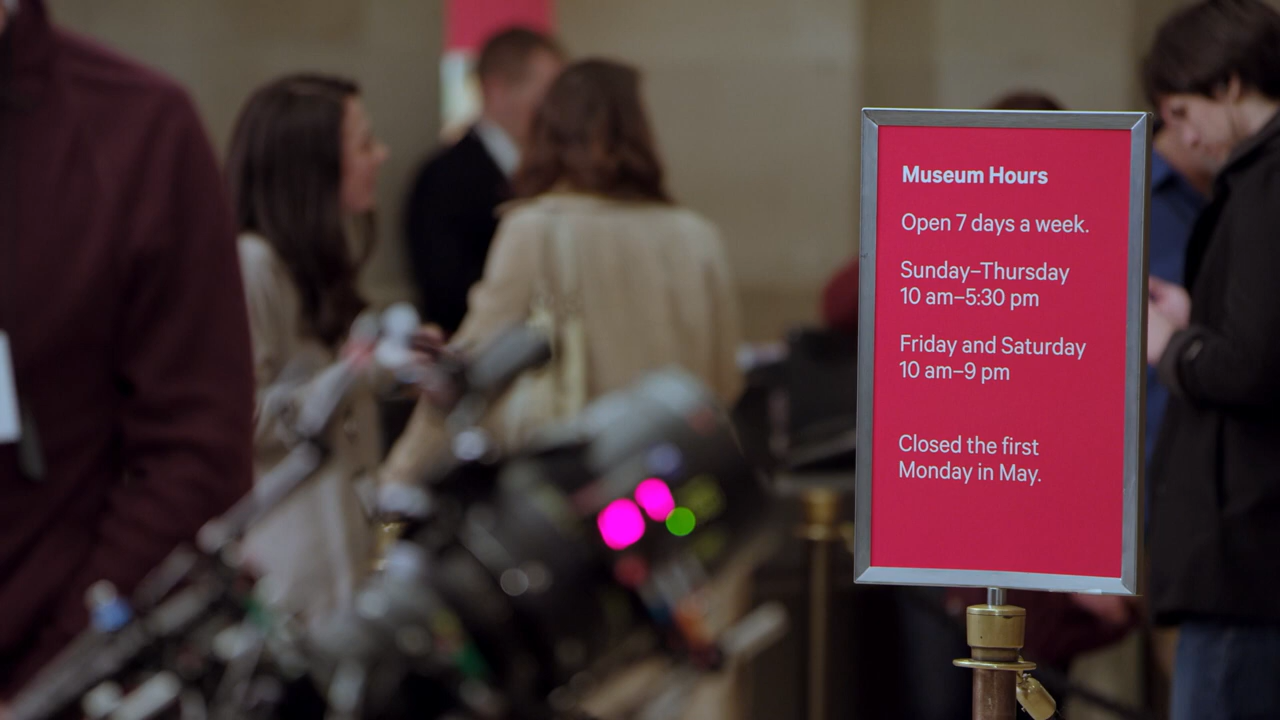 Museum Hours
Open 7 days a week.
Sunday–Thursday
10 am–5:30 pm
Friday and Saturday
10 am–9 pm
Closed the first
Monday in May.